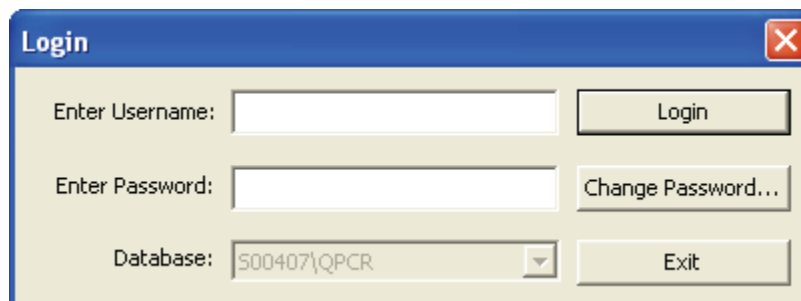 Login
Enter Username: Login
Enter Password: Change Password...
Database: S00407\QPCR Exit